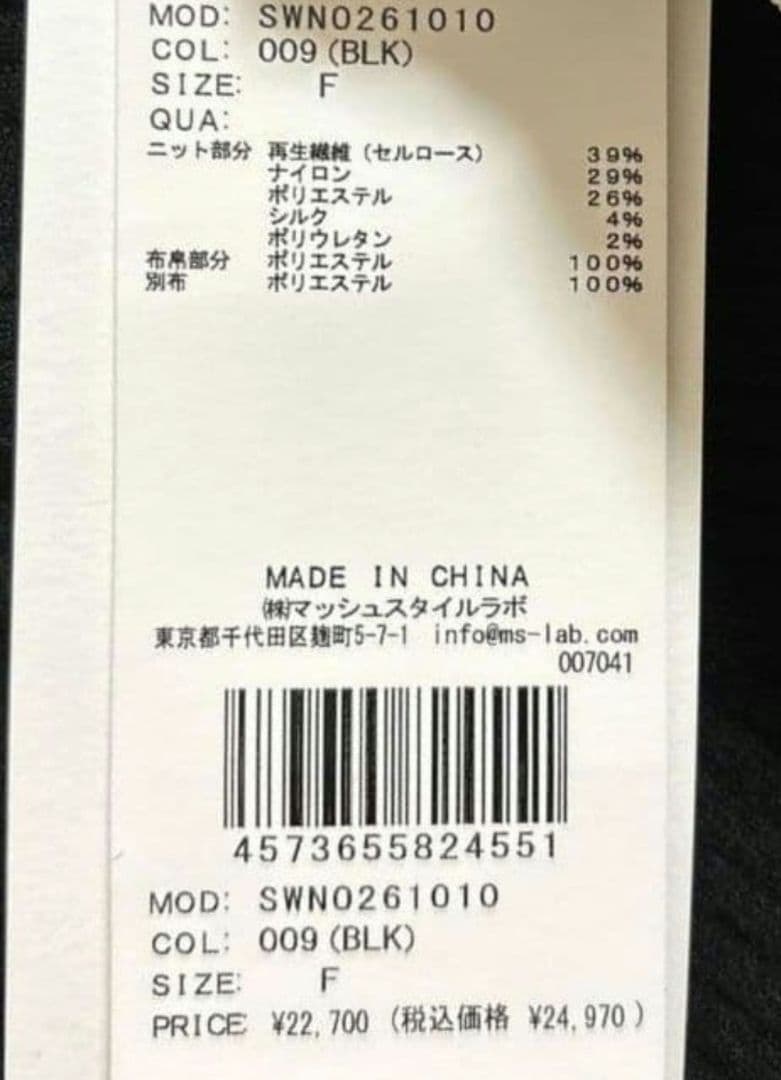 MOD: SWNO261010
COL: 009 (BLK)
SIZE: F
QUA:
ニット部分 再生繊維 (セルロース) 39%
ナイロン 29%
ポリエステル 26%
シルク 4%
ポリウレタン 2%
布帛部分 ポリエステル 100%
別布 ポリエステル 100%
MADE IN CHINA
㈱マッシュスタイルラボ
東京都千代田区麹町5-7-1 info@ms-lab.com
007041
4573655824551
MOD: SWNO261010
COL: 009 (BLK)
SIZE: F
PRICE: ¥22,700 (税込価格 ¥24,970)